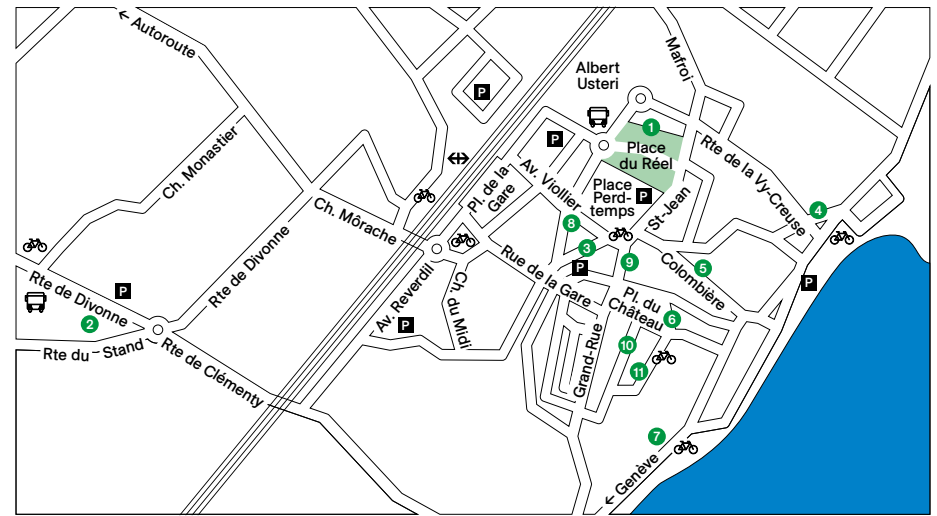 ← Autoroute
Mafroi
Albert
Usteri
P
1
P
Place
du Réel
Rte de la Vy-Creuse
Ch. Monastier
Pl. de la
Gare
Av. Viollier
Place
Perd-
temps
P
St-Jean
4
Ch. Môrache
8
3
9
5
Colombière
Rte de Divonne
Rte de Divonne
P
2
Rte du Stand
Rte de Clémenty
Av. Reverdil
P
Ch. du Midi
Rue de la Gare
P
Pl. du
Château
6
P
Grand-Rue
10
11
7
← Genève